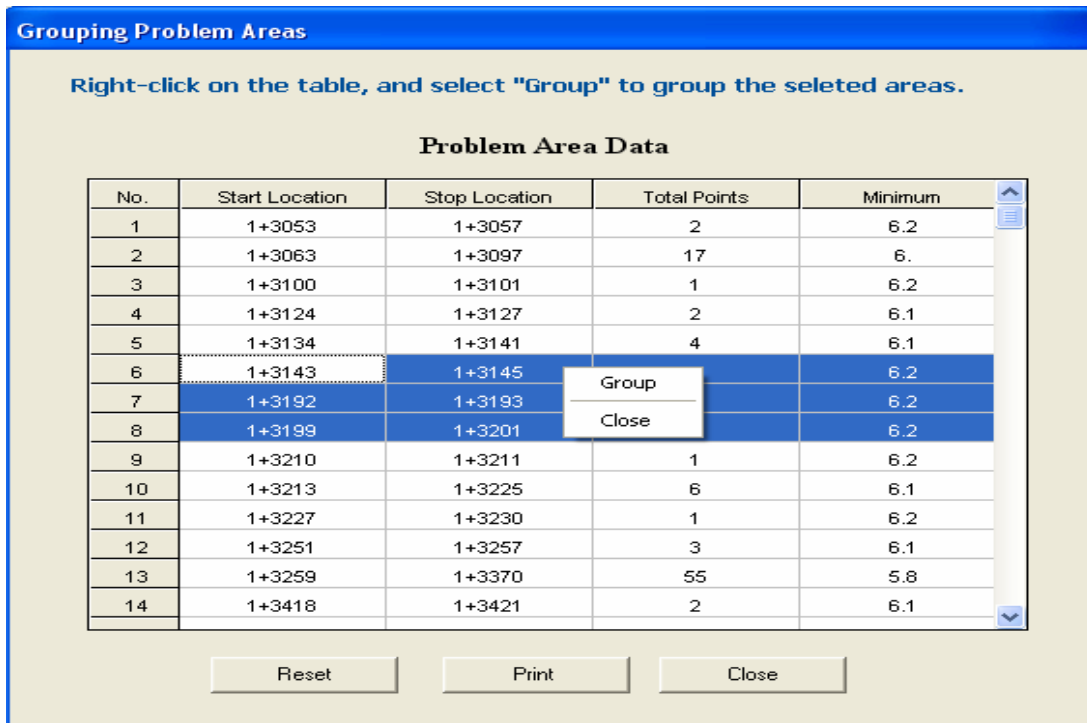 Grouping Problem Areas
Right-click on the table, and select "Group" to group the seleted areas.
Problem Area Data
No. Start Location Stop Location Total Points Minimum
1 1+3053 1+3057 2 6.2
2 1+3063 1+3097 17 6.
3 1+3100 1+3101 1 6.2
4 1+3124 1+3127 2 6.1
5 1+3134 1+3141 4 6.1
6 1+3143 1+3145 6.2
7 1+3192 1+3193 6.2
8 1+3199 1+3201 6.2
Group
Close
9 1+3210 1+3211 1 6.2
10 1+3213 1+3225 6 6.1
11 1+3227 1+3230 1 6.2
12 1+3251 1+3257 3 6.1
13 1+3259 1+3370 55 5.8
14 1+3418 1+3421 2 6.1
Reset Print Close